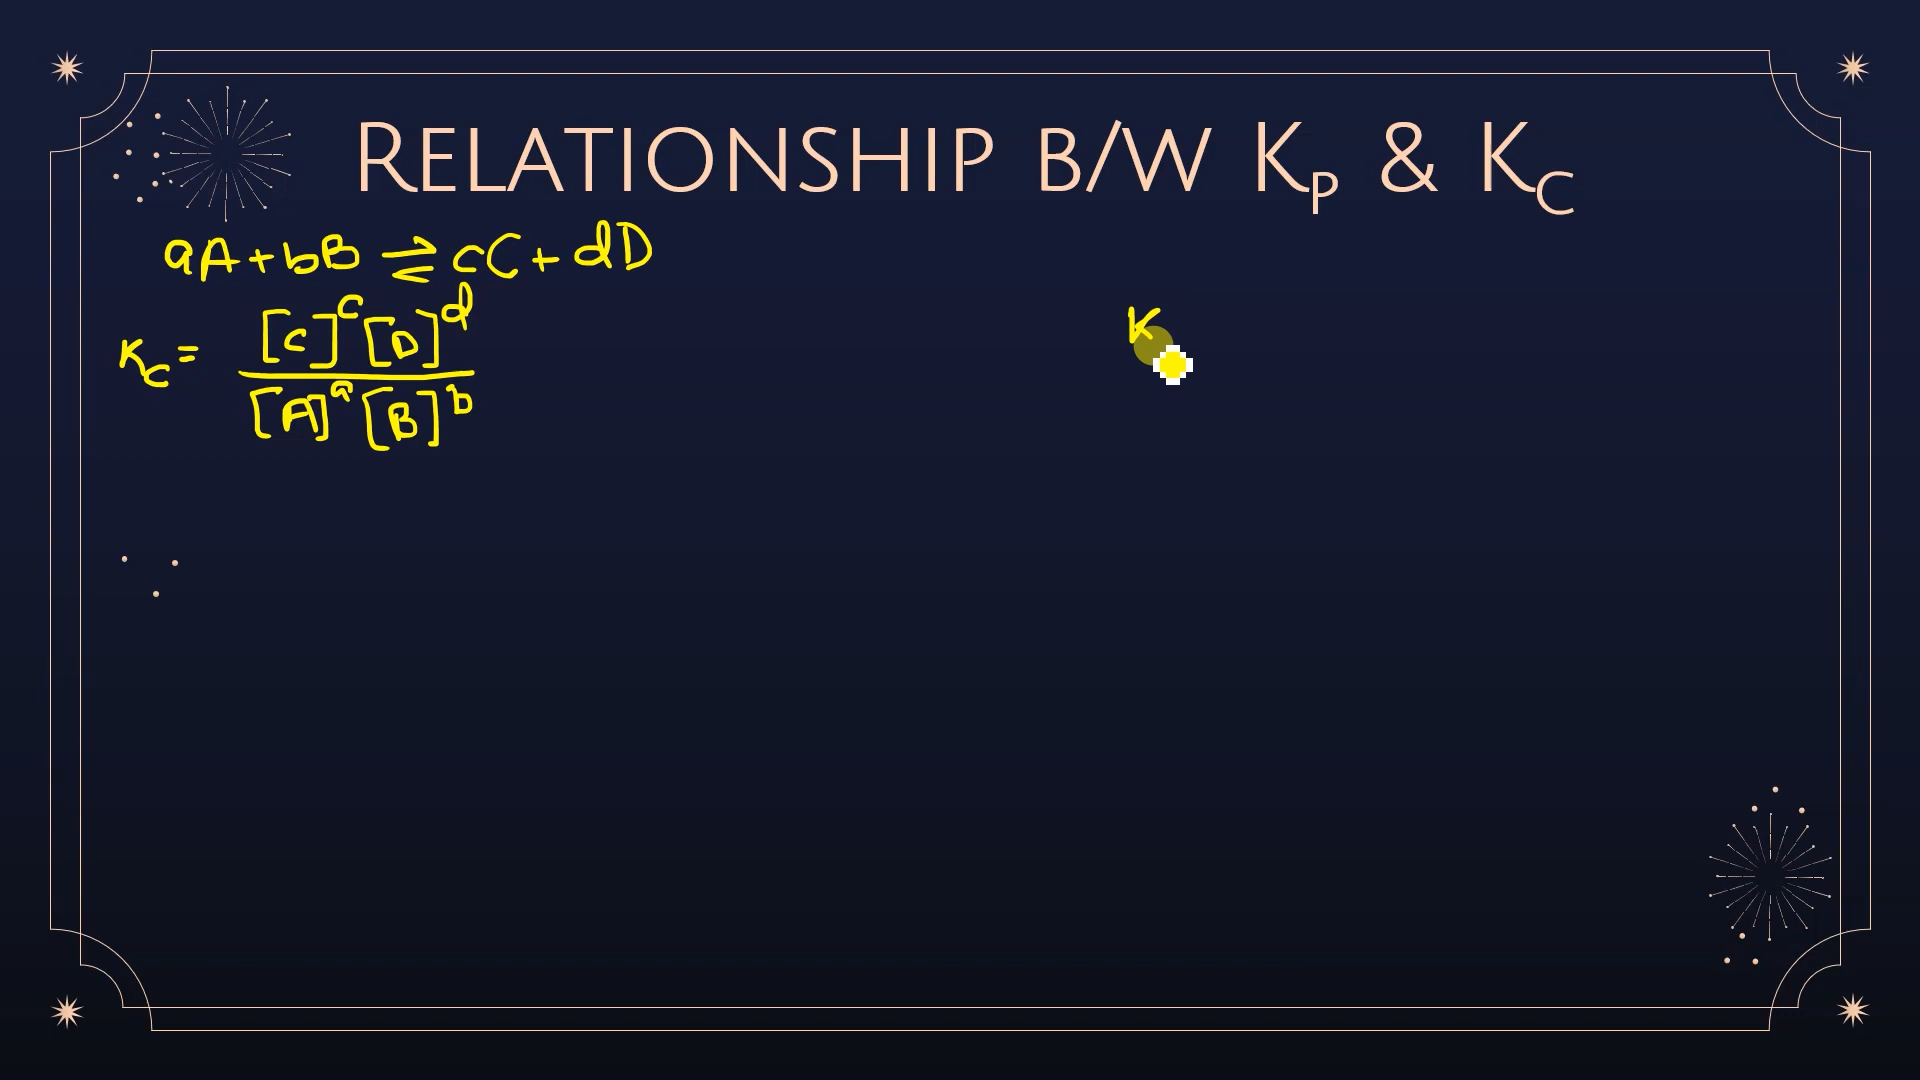 RELATIONSHIP B/W KP & KC
aA + bB ⇌ cC + dD
Kc = [C]^c [D]^d / [A]^a [B]^b
K